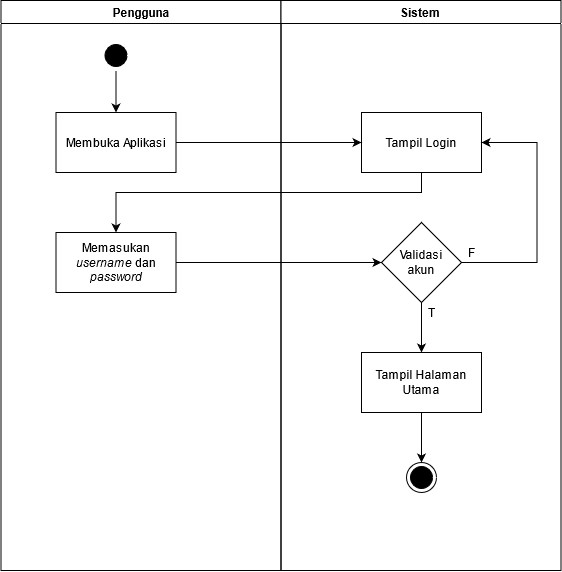 Pengguna
Sistem
Membuka Aplikasi
Tampil Login
Memasukan
username dan
password
Validasi
akun
F
T
Tampil Halaman
Utama